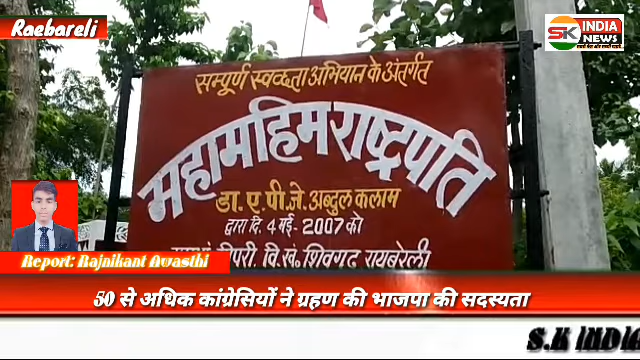 Raebareli
SK INDIA
NEWS
सम्पूर्ण स्वच्छता अभियान के अंतर्गत
महामहिम राष्ट्रपति
डा. ए. पी. जे. अब्दुल कलाम
द्वारा दि. 4 मई - 2007 को
वि. खं. शिवगढ़ रायबरेली
Report: Rajnikant Awasthi
50 से अधिक कांग्रेसियों ने ग्रहण की भाजपा की सदस्यता
S.K INDIA